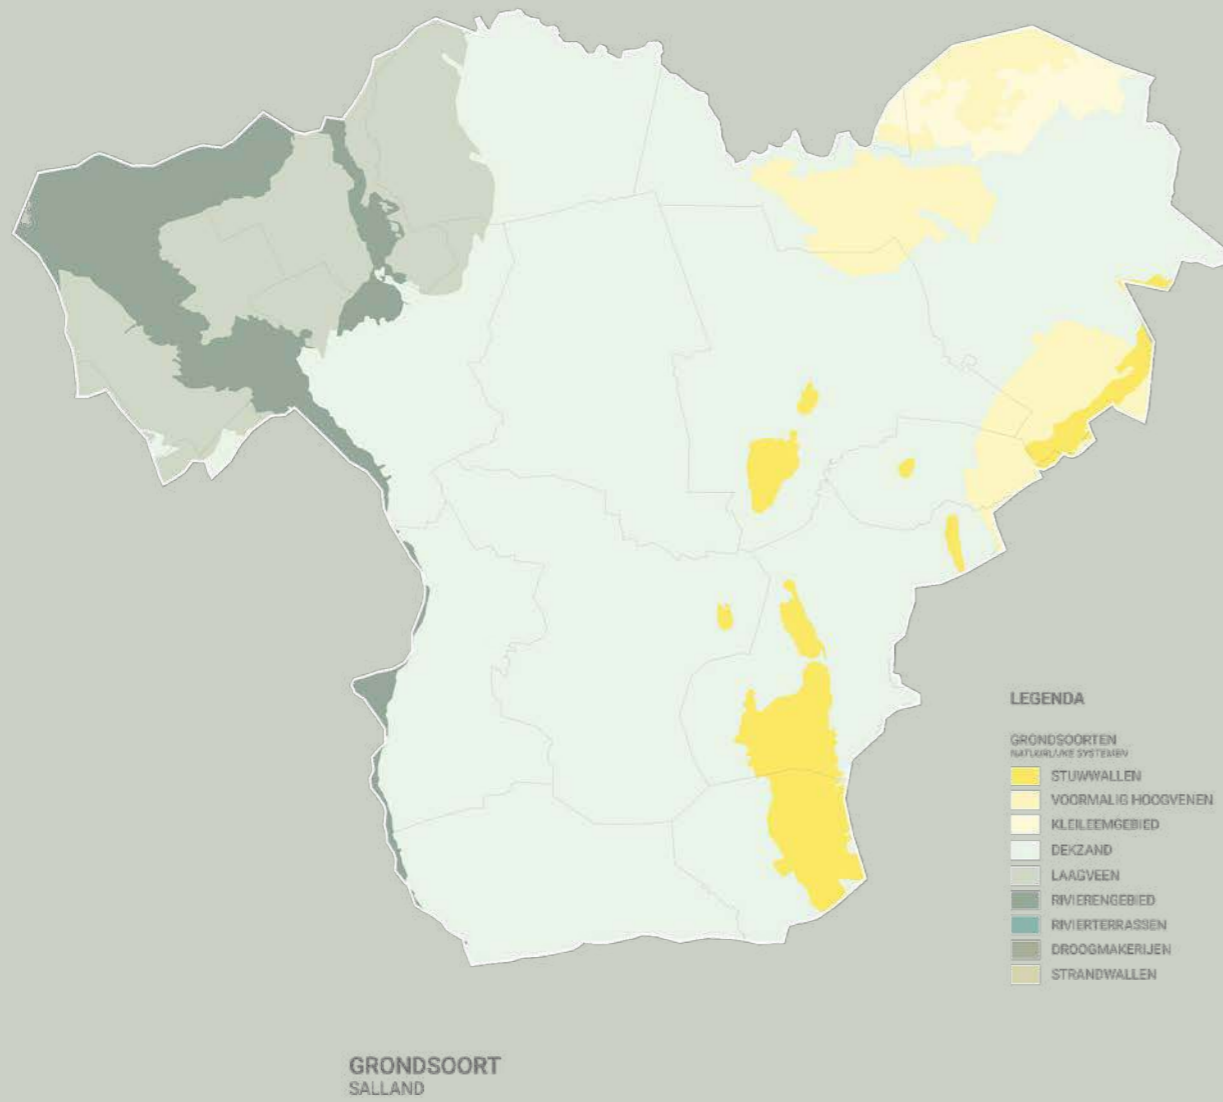 LEGENDA
GRONDSOORTEN
NATUURLIJKE SYSTEMEN
STUWWALLEN
VOORMALIG HOOGVENEN
KLEILEEMGEBIED
DEKZAND
LAAGVEEN
RIVIERENGEBIED
RIVIERTERRASSEN
DROOGMAKERIJEN
STRANDWALLEN
GRONDSOORT
SALLAND